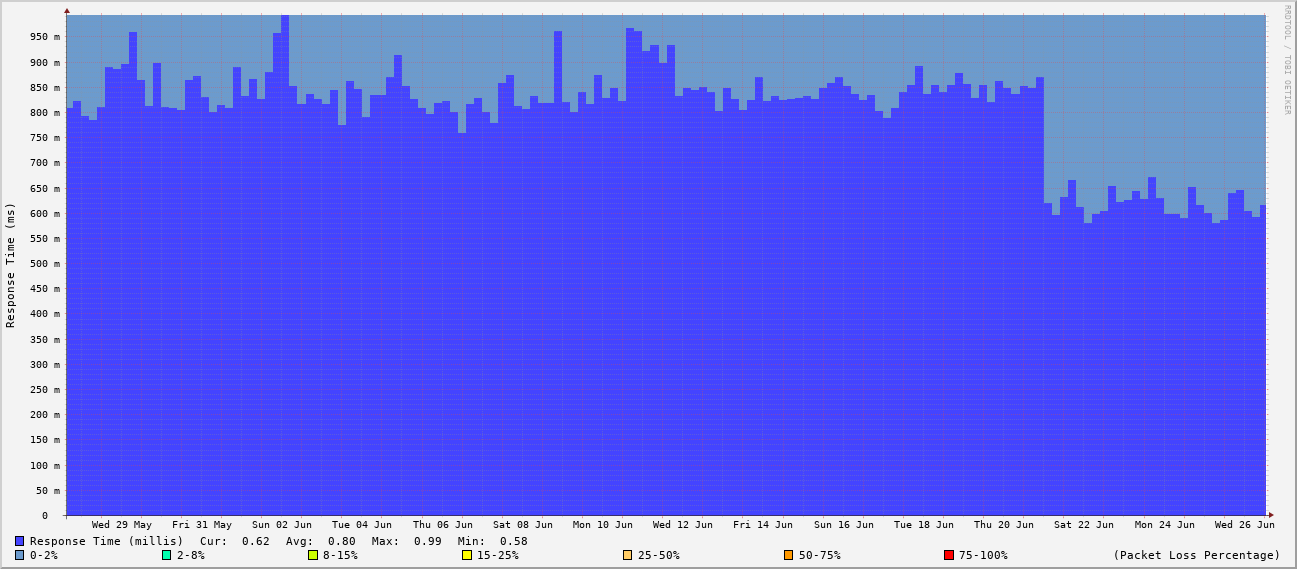 RRDTOOL / TOBI OETIKER
Response Time (ms)
950 m
900 m
850 m
800 m
750 m
700 m
650 m
600 m
550 m
500 m
450 m
400 m
350 m
300 m
250 m
200 m
150 m
100 m
50 m
0
Wed 29 May Fri 31 May Sun 02 Jun Tue 04 Jun Thu 06 Jun Sat 08 Jun Mon 10 Jun Wed 12 Jun Fri 14 Jun Sun 16 Jun Tue 18 Jun Thu 20 Jun Sat 22 Jun Mon 24 Jun Wed 26 Jun
Response Time (millis) Cur: 0.62 Avg: 0.80 Max: 0.99 Min: 0.58
0-2% 2-8% 8-15% 15-25% 25-50% 50-75% 75-100% (Packet Loss Percentage)